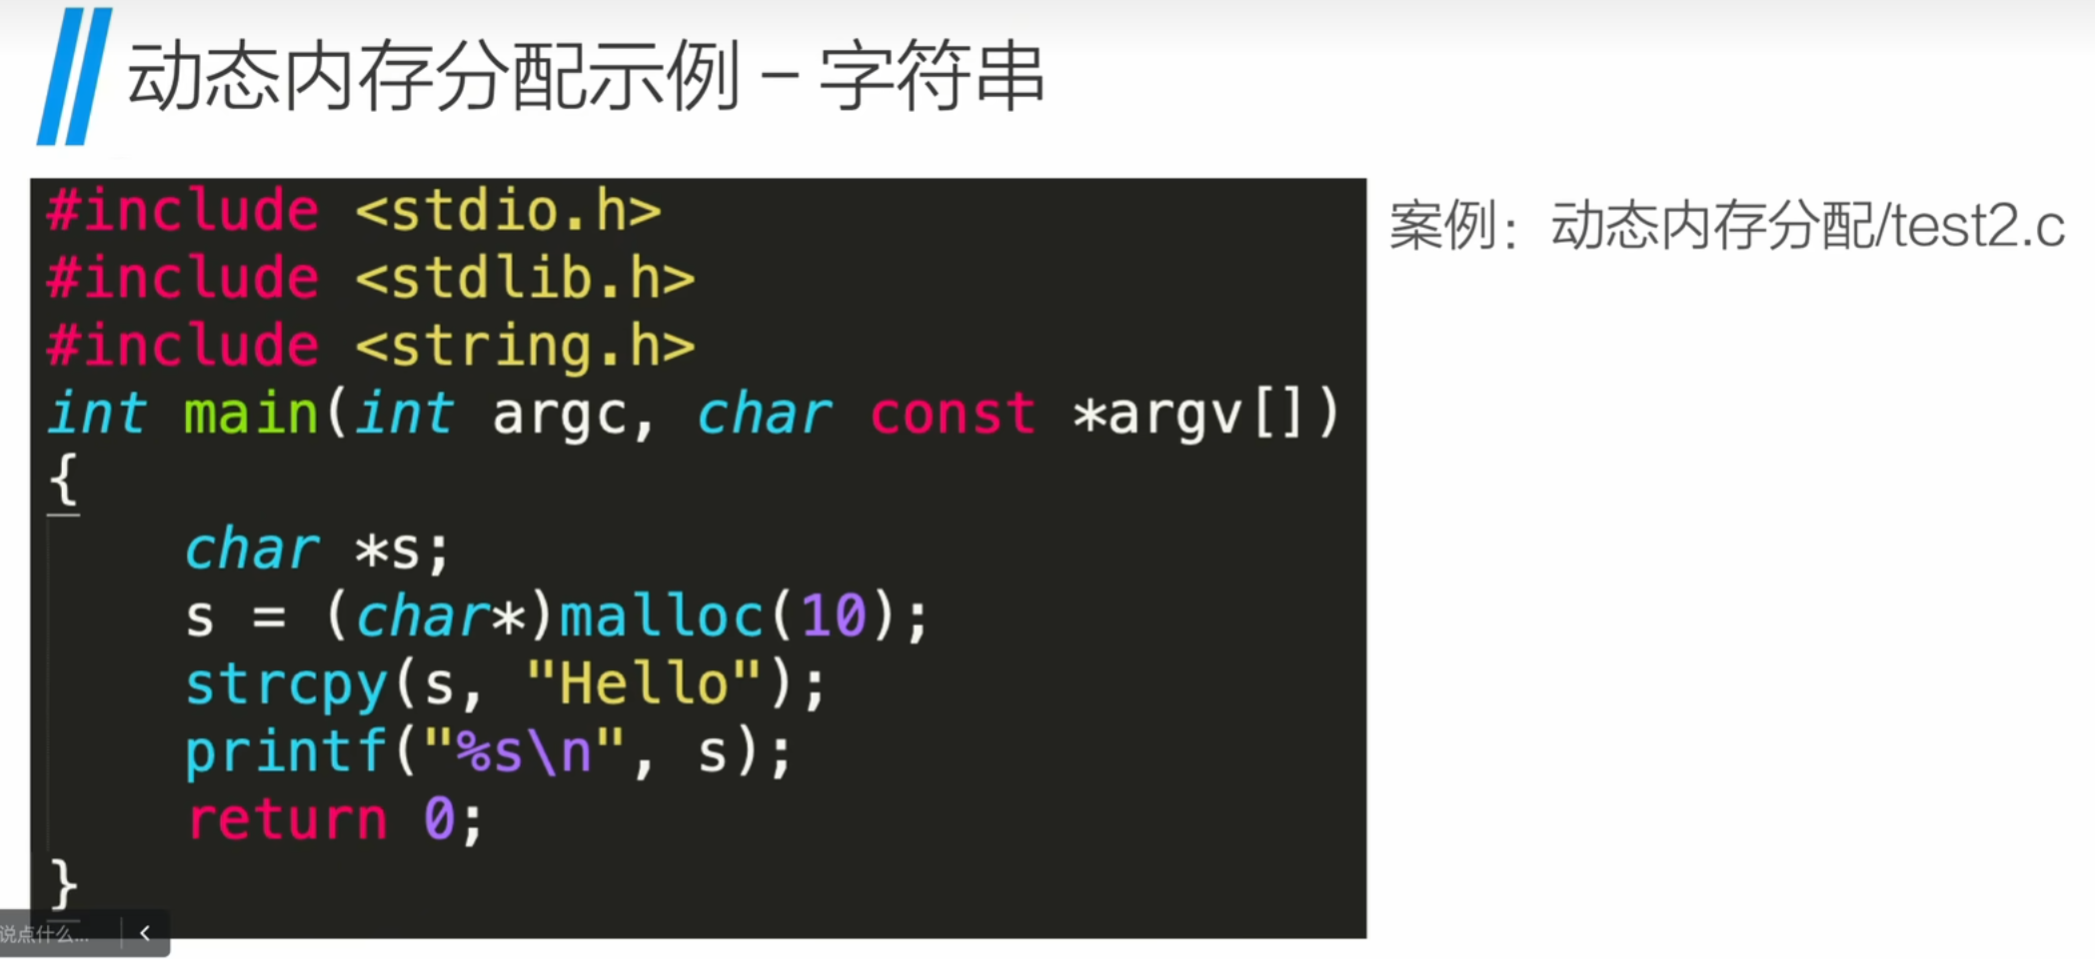 动态内存分配示例 – 字符串
#include <stdio.h>
#include <stdlib.h>
#include <string.h>
int main(int argc, char const *argv[])
{
    char *s;
    s = (char*)malloc(10);
    strcpy(s, "Hello");
    printf("%s\n", s);
    return 0;
}
案例：动态内存分配/test2.c
说点什么...